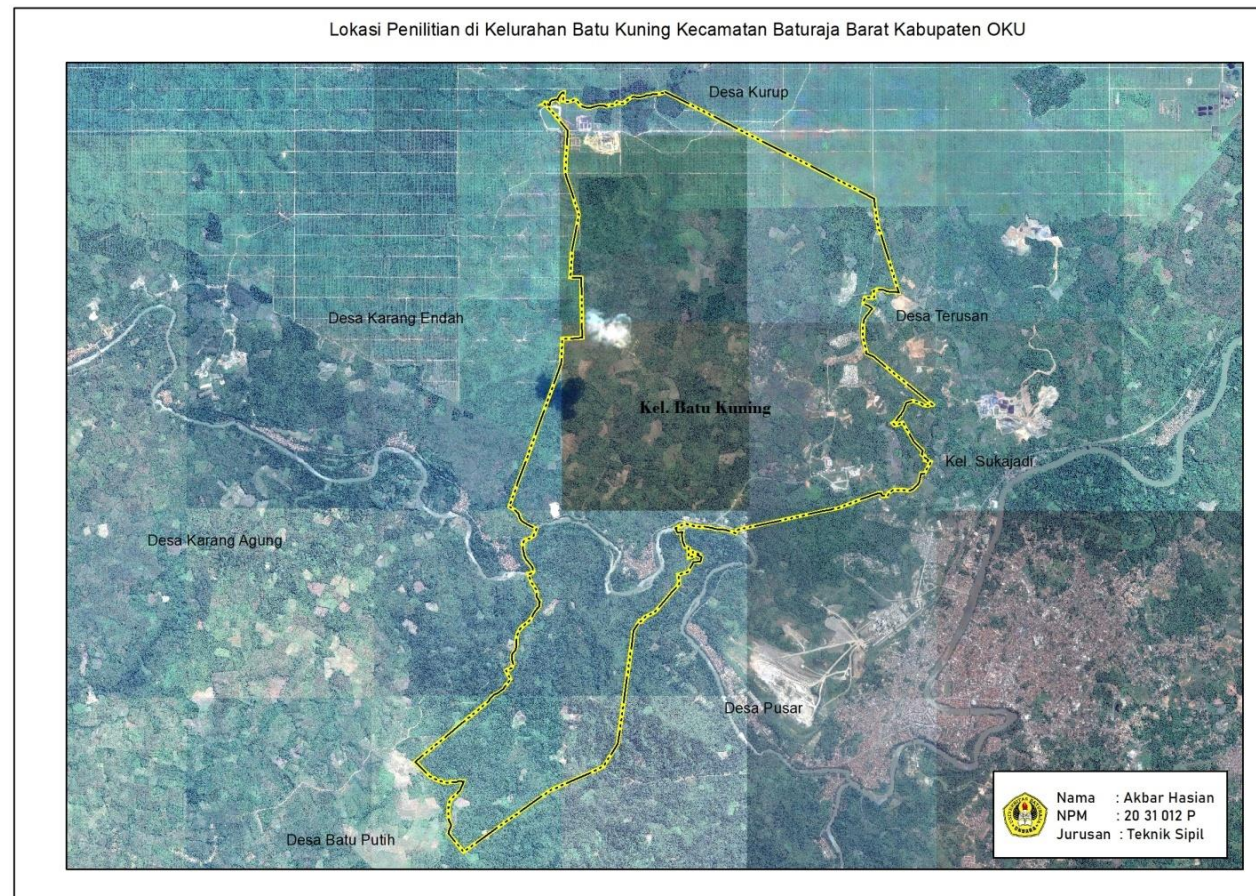 Lokasi Penilitian di Kelurahan Batu Kuning Kecamatan Baturaja Barat Kabupaten OKU
Desa Kurup
Desa Karang Endah
Desa Terusan
Kel. Batu Kuning
Kel. Sukajadi
Desa Karang Agung
Desa Pusar
Desa Batu Putih
Nama : Akbar Hasian
NPM : 20 31 012 P
Jurusan : Teknik Sipil